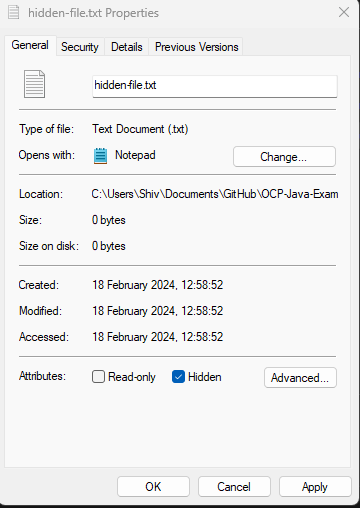 hidden-file.txt Properties
General Security Details Previous Versions
hidden-file.txt
Type of file: Text Document (.txt)
Opens with: Notepad Change...
Location: C:\Users\Shiv\Documents\GitHub\OCP-Java-Exam
Size: 0 bytes
Size on disk: 0 bytes
Created: 18 February 2024, 12:58:52
Modified: 18 February 2024, 12:58:52
Accessed: 18 February 2024, 12:58:52
Attributes: Read-only Hidden Advanced...
OK Cancel Apply